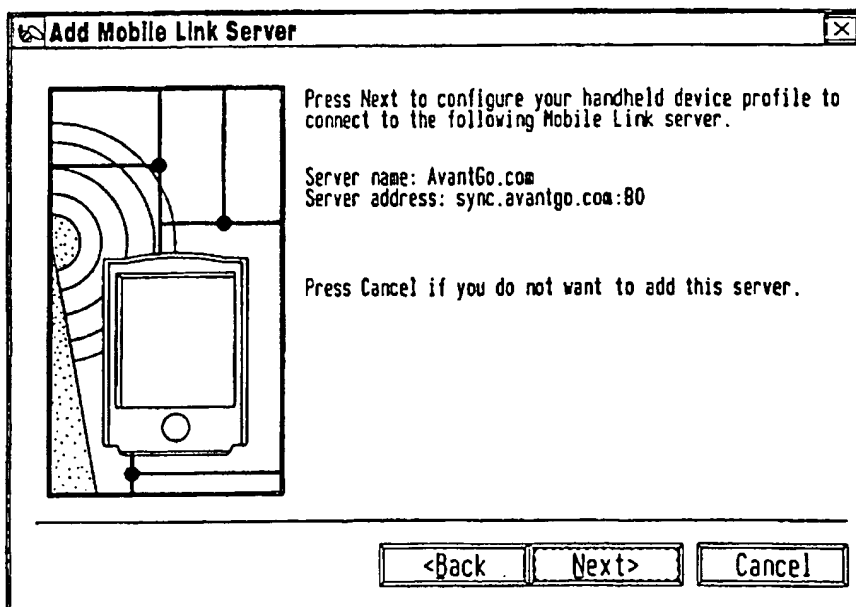 Add Mobile Link Server
Press Next to configure your handheld device profile to
connect to the following Mobile Link server.
Server name: AvantGo.com
Server address: sync.avantgo.com:80
Press Cancel if you do not want to add this server.
<Back
Next>
Cancel